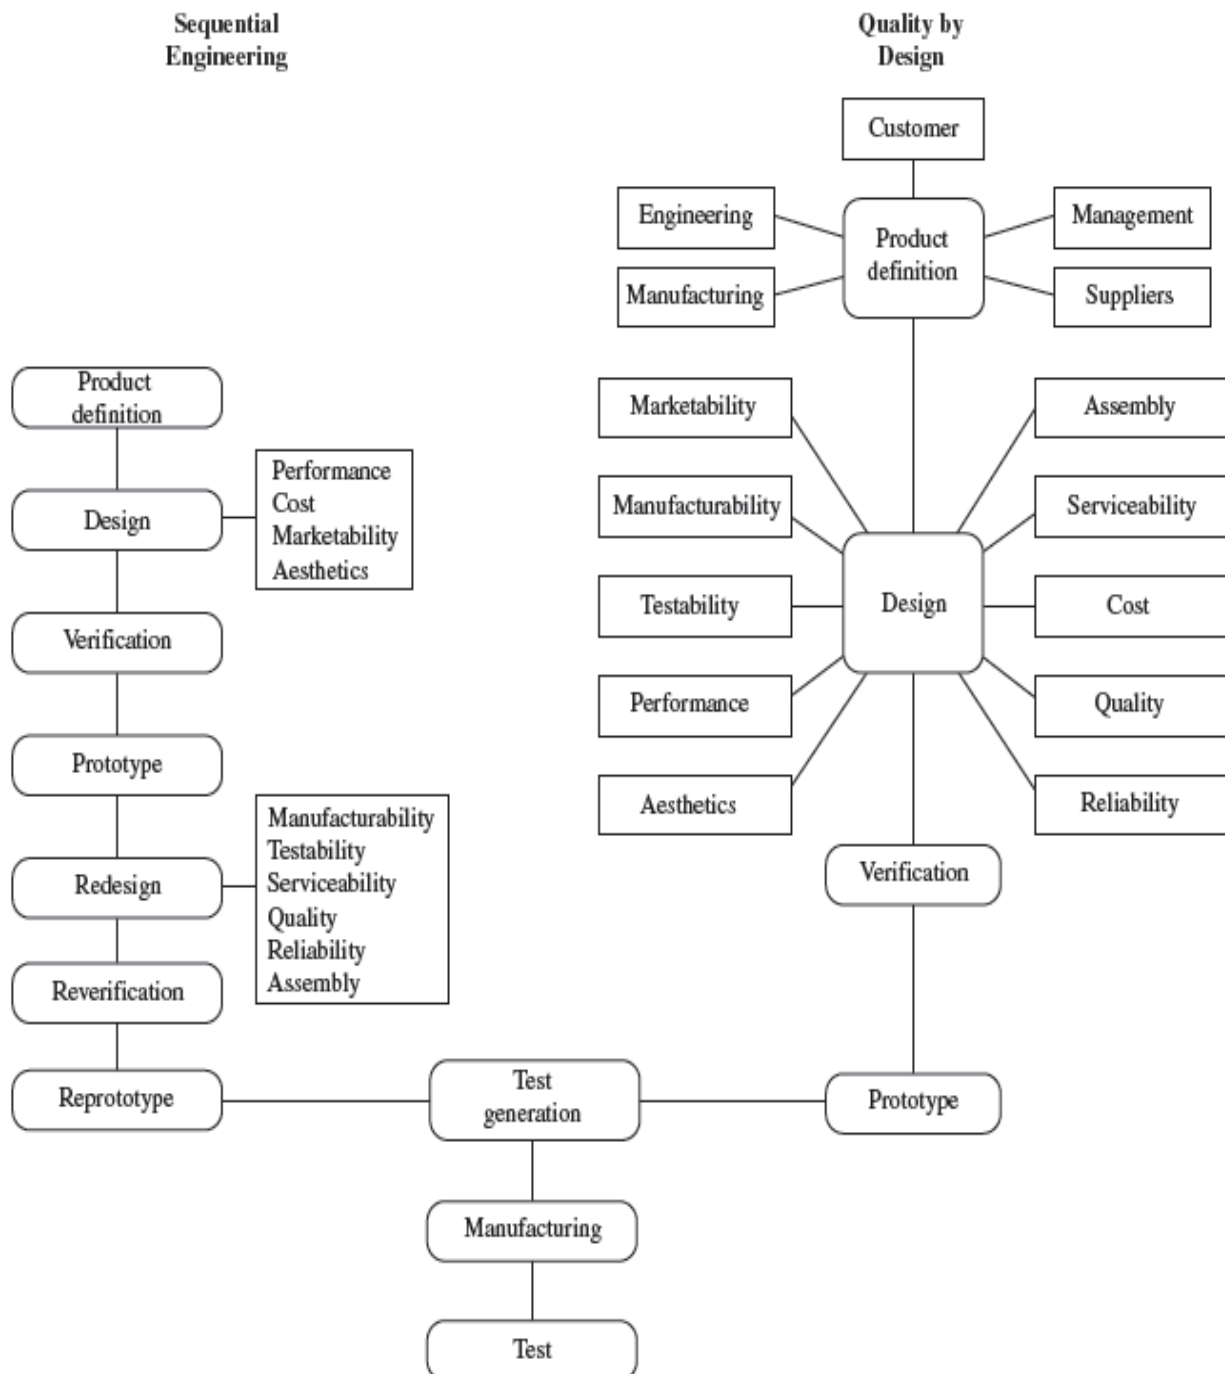 Sequential
Engineering
Quality by
Design
Customer
Engineering
Product
definition
Management
Manufacturing
Suppliers
Product
definition
Marketability
Assembly
Performance
Cost
Marketability
Aesthetics
Design
Manufacturability
Serviceability
Testability
Design
Cost
Verification
Performance
Quality
Prototype
Aesthetics
Reliability
Manufacturability
Testability
Serviceability
Quality
Reliability
Assembly
Redesign
Verification
Reverification
Reprototype
Test
generation
Prototype
Manufacturing
Test